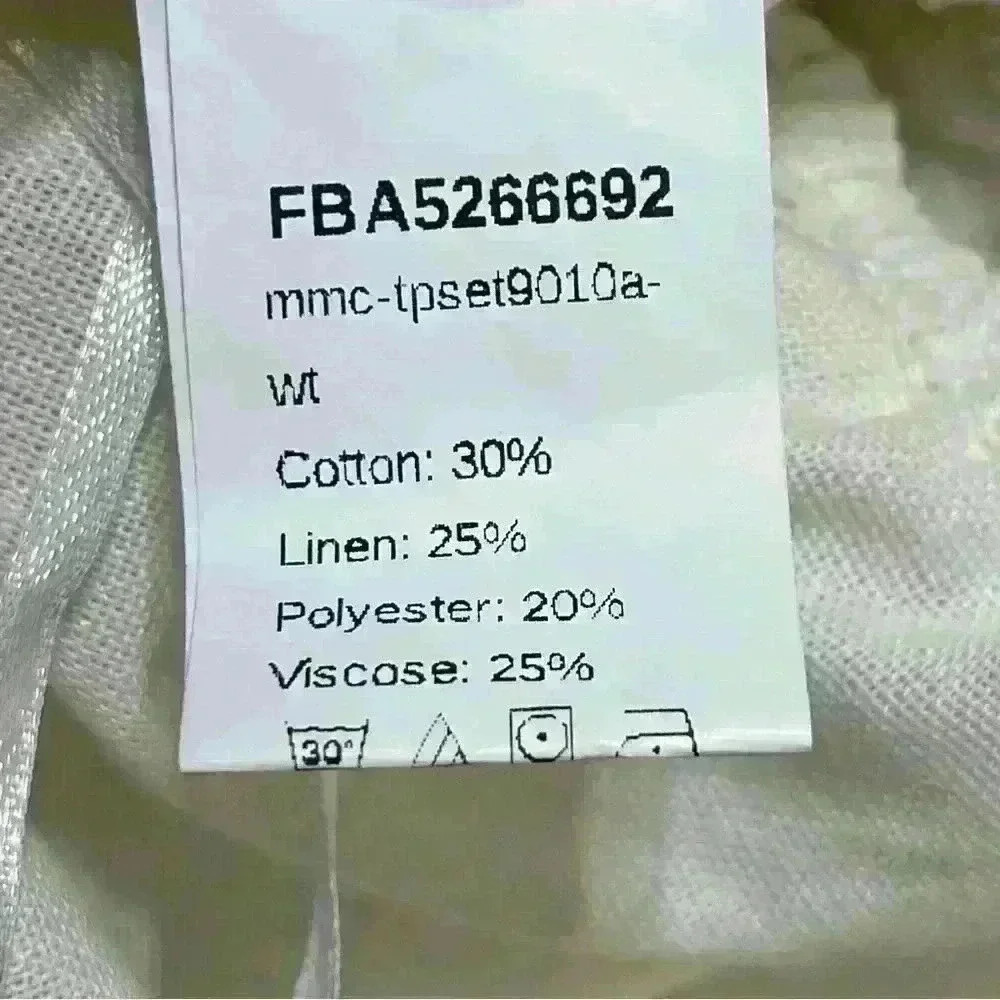 FBA5266692
mmc-tpset9010a-
wt
Cotton: 30%
Linen: 25%
Polyester: 20%
Viscose: 25%
30°